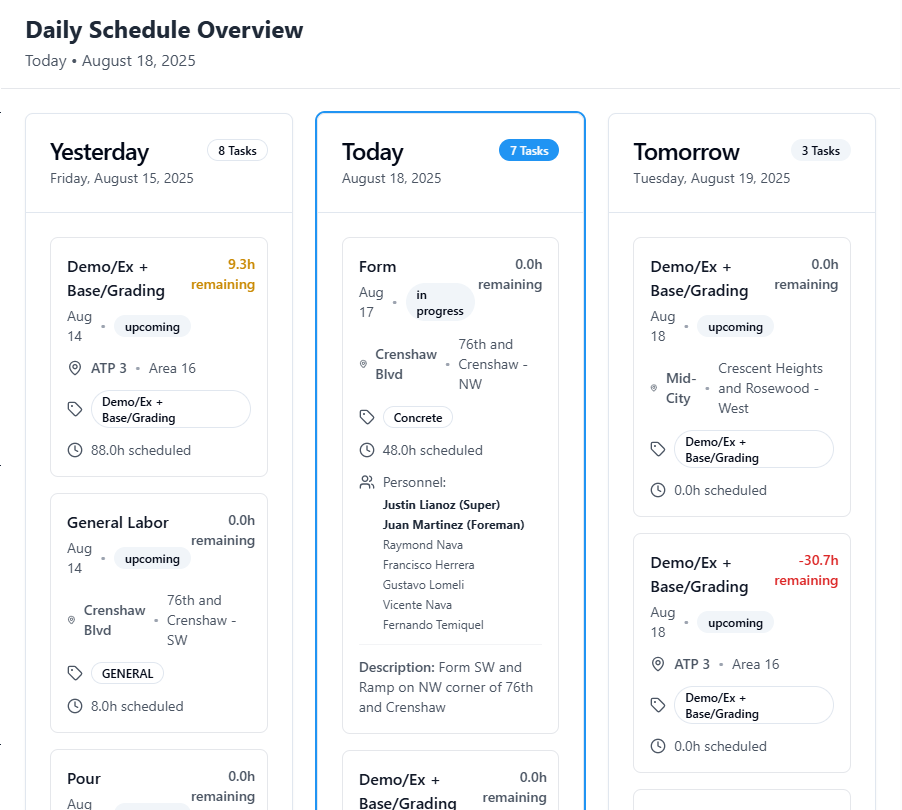 Daily Schedule Overview
Today • August 18, 2025
Yesterday
8 Tasks
Friday, August 15, 2025
Demo/Ex +
Base/Grading
9.3h
remaining
Aug
14
•
upcoming
ATP 3 • Area 16
Demo/Ex +
Base/Grading
88.0h scheduled
General Labor
0.0h
remaining
Aug
14
•
upcoming
Crenshaw
Blvd
•
76th and
Crenshaw -
SW
GENERAL
8.0h scheduled
Pour
0.0h
remaining
Aug
Today
7 Tasks
August 18, 2025
Form
0.0h
remaining
Aug
17
•
in
progress
Crenshaw
Blvd
•
76th and
Crenshaw -
NW
Concrete
48.0h scheduled
Personnel:
Justin Lianoz (Super)
Juan Martinez (Foreman)
Raymond Nava
Francisco Herrera
Gustavo Lomeli
Vicente Nava
Fernando Temiquel
Description: Form SW and
Ramp on NW corner of 76th
and Crenshaw
Demo/Ex +
Base/Grading
0.0h
remaining
Tomorrow
3 Tasks
Tuesday, August 19, 2025
Demo/Ex +
Base/Grading
0.0h
remaining
Aug
18
•
upcoming
Mid-
City
•
Crescent Heights
and Rosewood -
West
Demo/Ex +
Base/Grading
0.0h scheduled
Demo/Ex +
Base/Grading
-30.7h
remaining
Aug
18
•
upcoming
ATP 3 • Area 16
Demo/Ex +
Base/Grading
0.0h scheduled